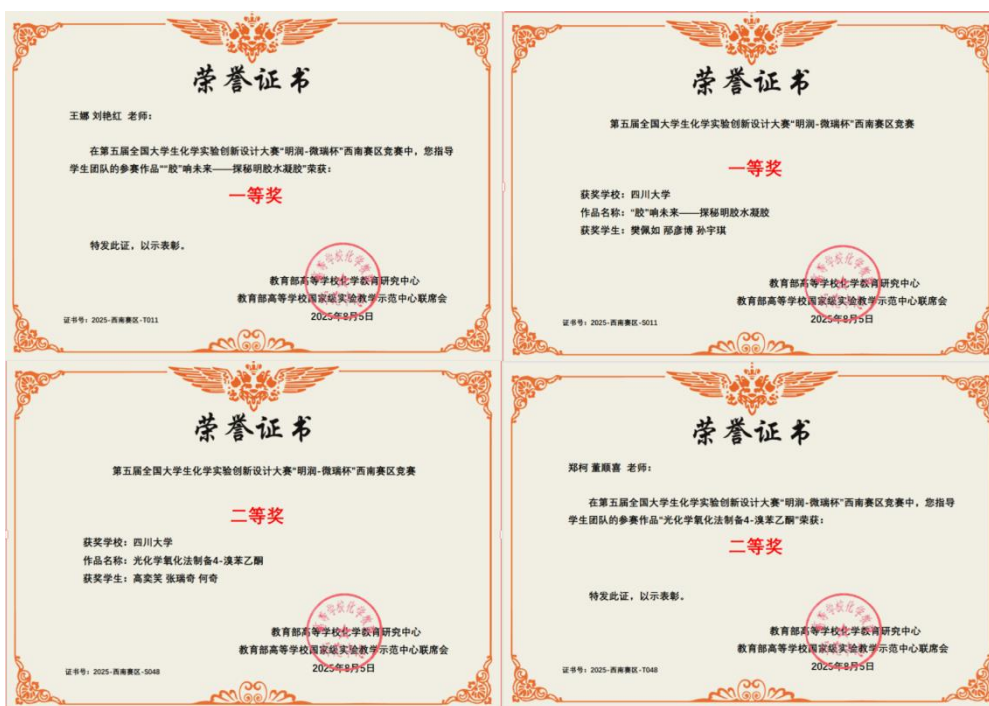 荣誉证书
王娜 刘艳红 老师：
在第五届全国大学生化学实验创新设计大赛“明润-微瑞杯”西南赛区竞赛中，您指导
学生团队的参赛作品““胶”响未来——探秘明胶水凝胶”荣获：
一等奖
特发此证，以示表彰。
教育部高等学校化学教育研究中心
教育部高等学校国家级实验教学示范中心联席会
2025年8月5日
证书号：2025-西南赛区-T011
荣誉证书
第五届全国大学生化学实验创新设计大赛“明润-微瑞杯”西南赛区竞赛
一等奖
获奖学校：四川大学
作品名称：“胶”响未来——探秘明胶水凝胶
获奖学生：樊佩如 邴彦博 孙宇琪
教育部高等学校化学教育研究中心
教育部高等学校国家级实验教学示范中心联席会
2025年8月5日
证书号：2025-西南赛区-S011
荣誉证书
第五届全国大学生化学实验创新设计大赛“明润-微瑞杯”西南赛区竞赛
二等奖
获奖学校：四川大学
作品名称：光化学氧化法制备4-溴苯乙酮
获奖学生：高奕笑 张瑞奇 何奇
教育部高等学校化学教育研究中心
教育部高等学校国家级实验教学示范中心联席会
2025年8月5日
证书号：2025-西南赛区-S048
荣誉证书
郑柯 董顺喜 老师：
在第五届全国大学生化学实验创新设计大赛“明润-微瑞杯”西南赛区竞赛中，您指导
学生团队的参赛作品“光化学氧化法制备4-溴苯乙酮”荣获：
二等奖
特发此证，以示表彰。
教育部高等学校化学教育研究中心
教育部高等学校国家级实验教学示范中心联席会
2025年8月5日
证书号：2025-西南赛区-T048